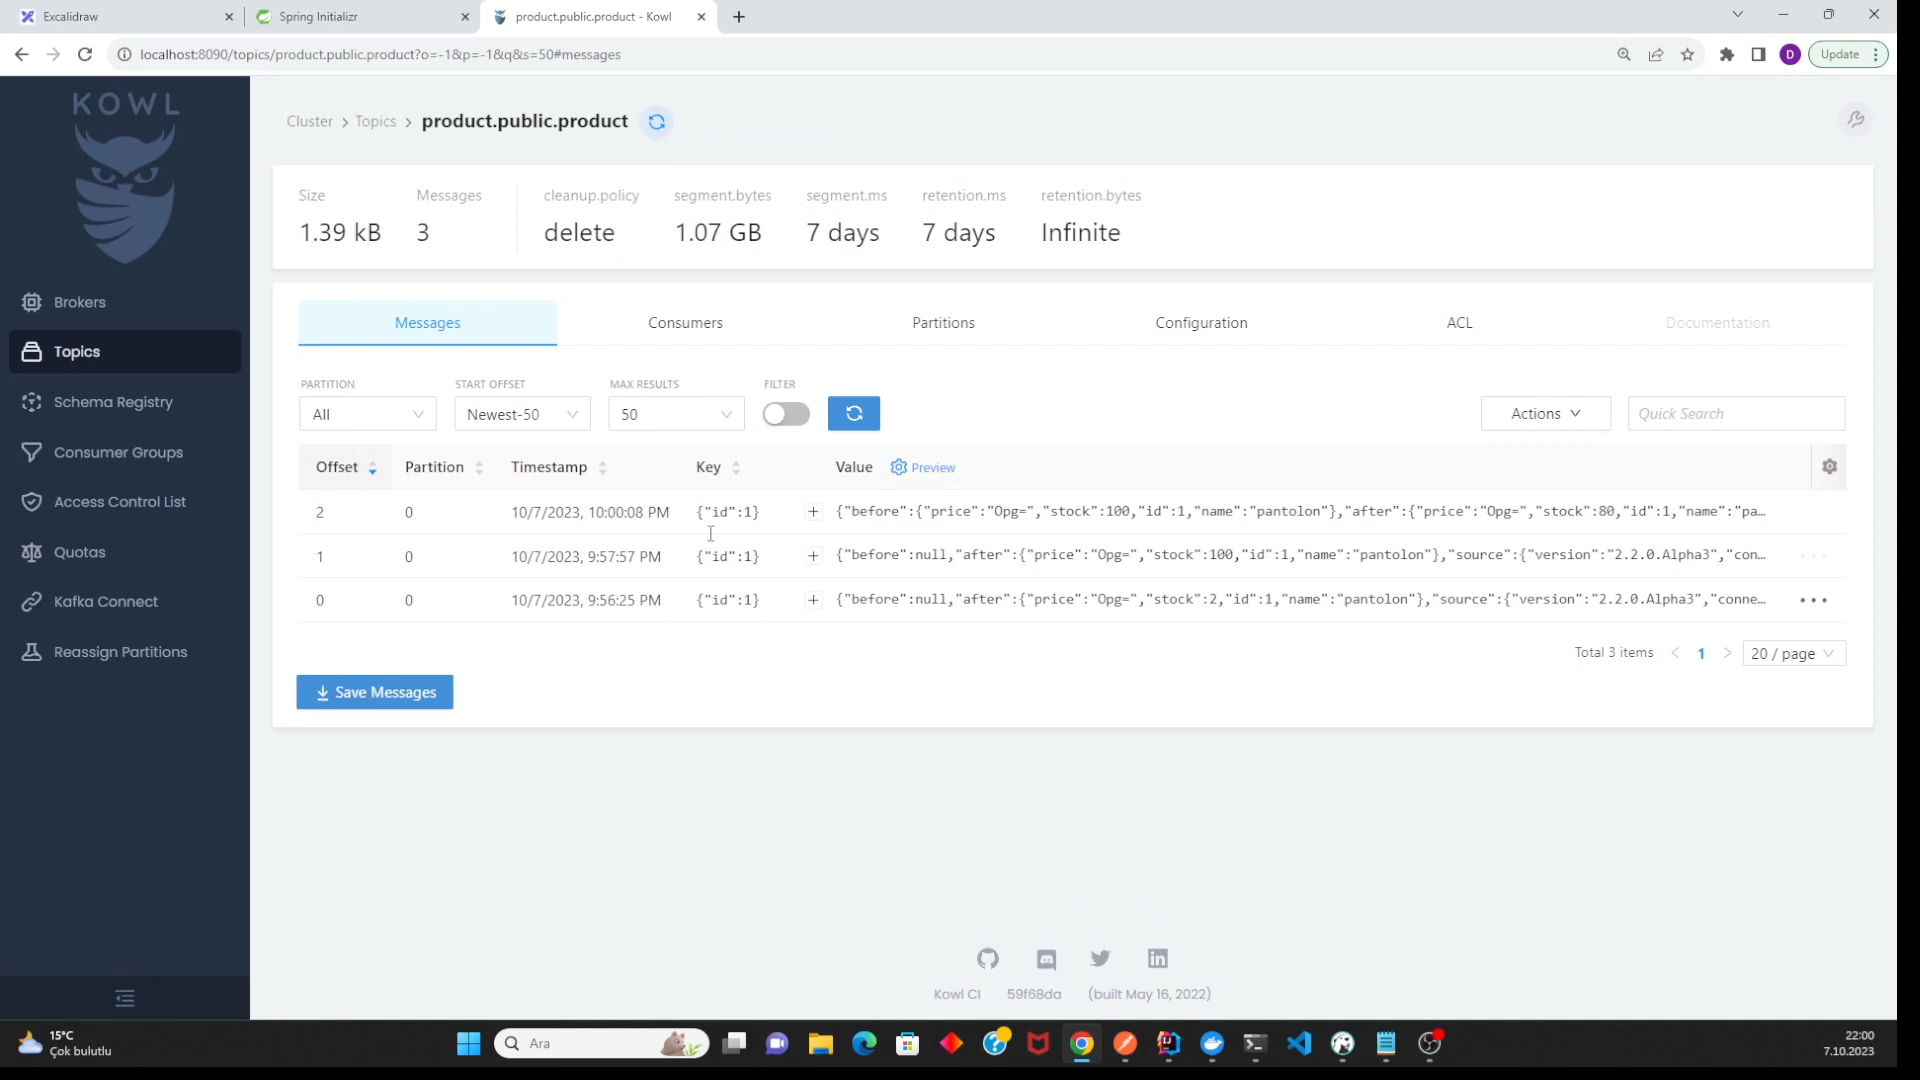 Excalidraw
Spring Initializr
product.public.product - Kowl
localhost:8090/topics/product.public.product?o=-1&p=-1&q&s=50#messages
D
Update
KOWL
Brokers
Topics
Schema Registry
Consumer Groups
Access Control List
Quotas
Kafka Connect
Reassign Partitions
Cluster > Topics > product.public.product
Size Messages cleanup.policy segment.bytes segment.ms retention.ms retention.bytes
1.39 kB 3 delete 1.07 GB 7 days 7 days Infinite
Messages Consumers Partitions Configuration ACL Documentation
PARTITION START OFFSET MAX RESULTS FILTER
All Newest-50 50 Actions Quick Search
Offset Partition Timestamp Key Value Preview
2 0 10/7/2023, 10:00:08 PM {"id":1} {"before":{"price":"Opg=","stock":100,"id":1,"name":"pantolon"},"after":{"price":"Opg=","stock":80,"id":1,"name":"pa...
1 0 10/7/2023, 9:57:57 PM {"id":1} {"before":null,"after":{"price":"Opg=","stock":100,"id":1,"name":"pantolon"},"source":{"version":"2.2.0.Alpha3","con...
0 0 10/7/2023, 9:56:25 PM {"id":1} {"before":null,"after":{"price":"Opg=","stock":2,"id":1,"name":"pantolon"},"source":{"version":"2.2.0.Alpha3","conne...
Total 3 items < 1 > 20 / page
Save Messages
Kowl CI 59f68da (built May 16, 2022)
15°C
Çok bulutlu
Ara
22:00
7.10.2023